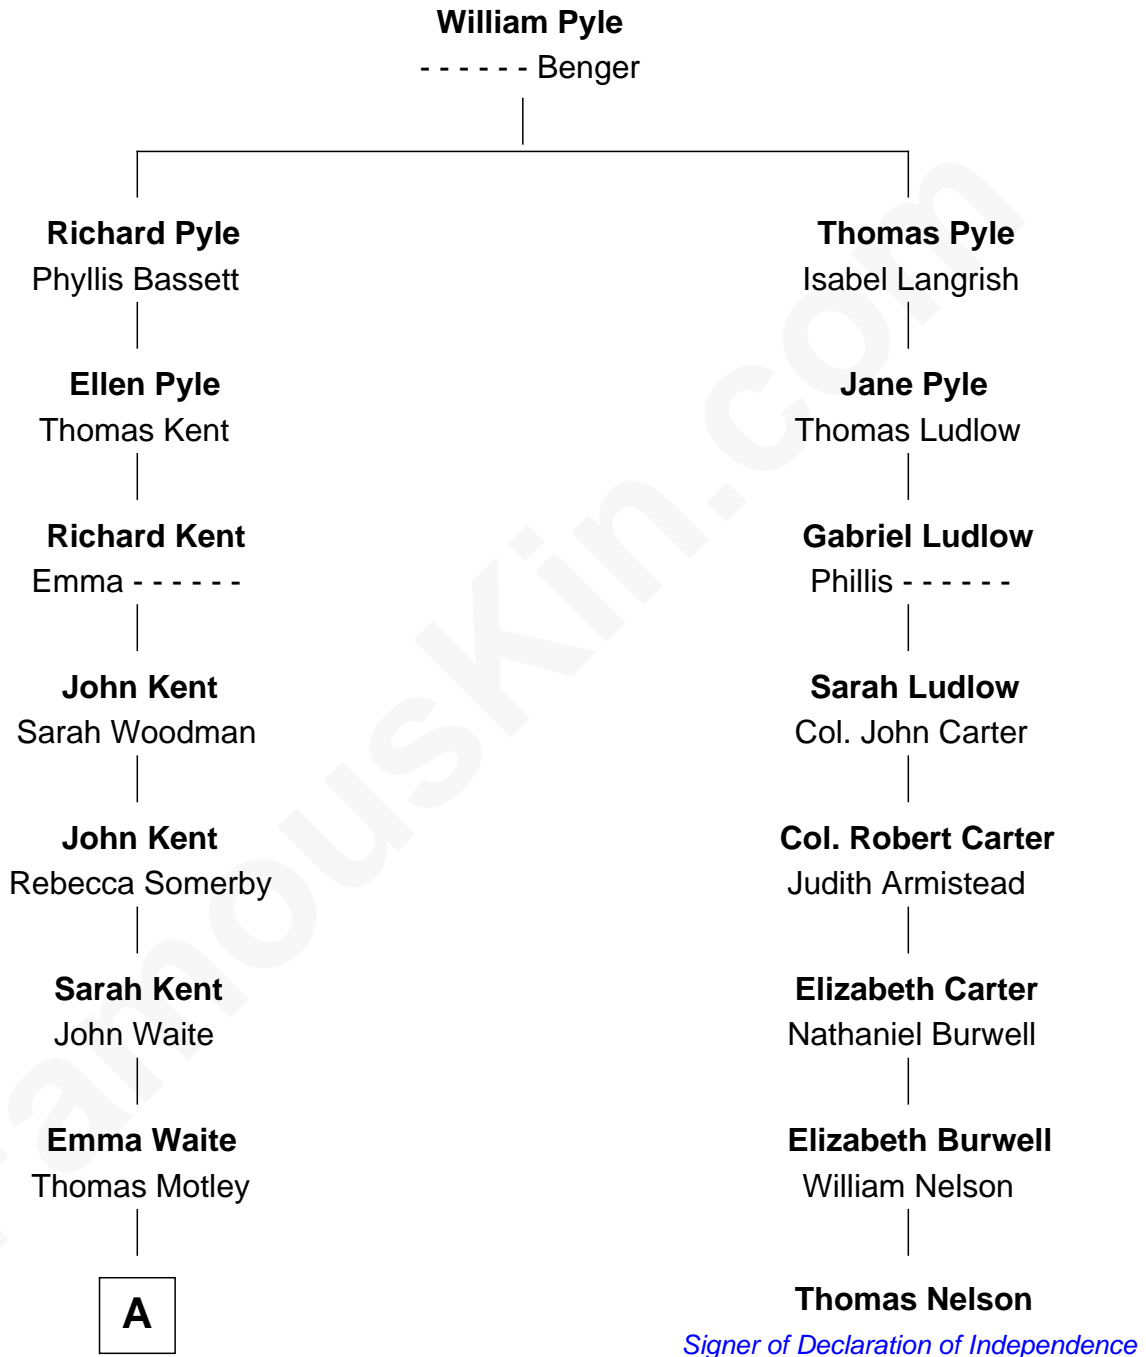 William Pyle
- - - - - - Benger
Richard Pyle
Phyllis Bassett
Thomas Pyle
Isabel Langrish
Ellen Pyle
Thomas Kent
Jane Pyle
Thomas Ludlow
Richard Kent
Emma - - - - - -
Gabriel Ludlow
Phillis - - - - - -
John Kent
Sarah Woodman
Sarah Ludlow
Col. John Carter
John Kent
Rebecca Somerby
Col. Robert Carter
Judith Armistead
Sarah Kent
John Waite
Elizabeth Carter
Nathaniel Burwell
Emma Waite
Thomas Motley
Elizabeth Burwell
William Nelson
A
Thomas Nelson
Signer of Declaration of Independence
FamousKin.com